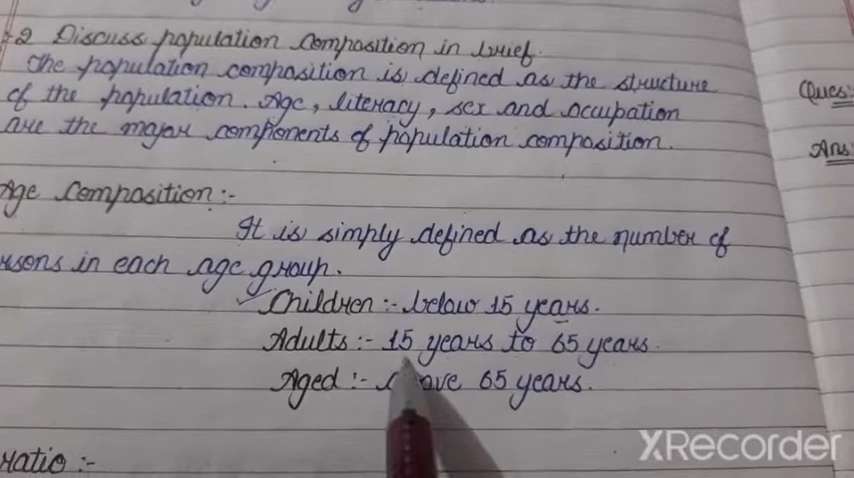 2 Discuss population composition in brief.
The population composition is defined as the structure
of the population. Age, literacy, sex and occupation
are the major components of population composition.
Ques:
Ans:
Age Composition:-
It is simply defined as the number of
rsons in each age group.
Children:- below 15 years.
Adults:- 15 years to 65 years.
Aged:- above 65 years.
ratio:-
XRecorder